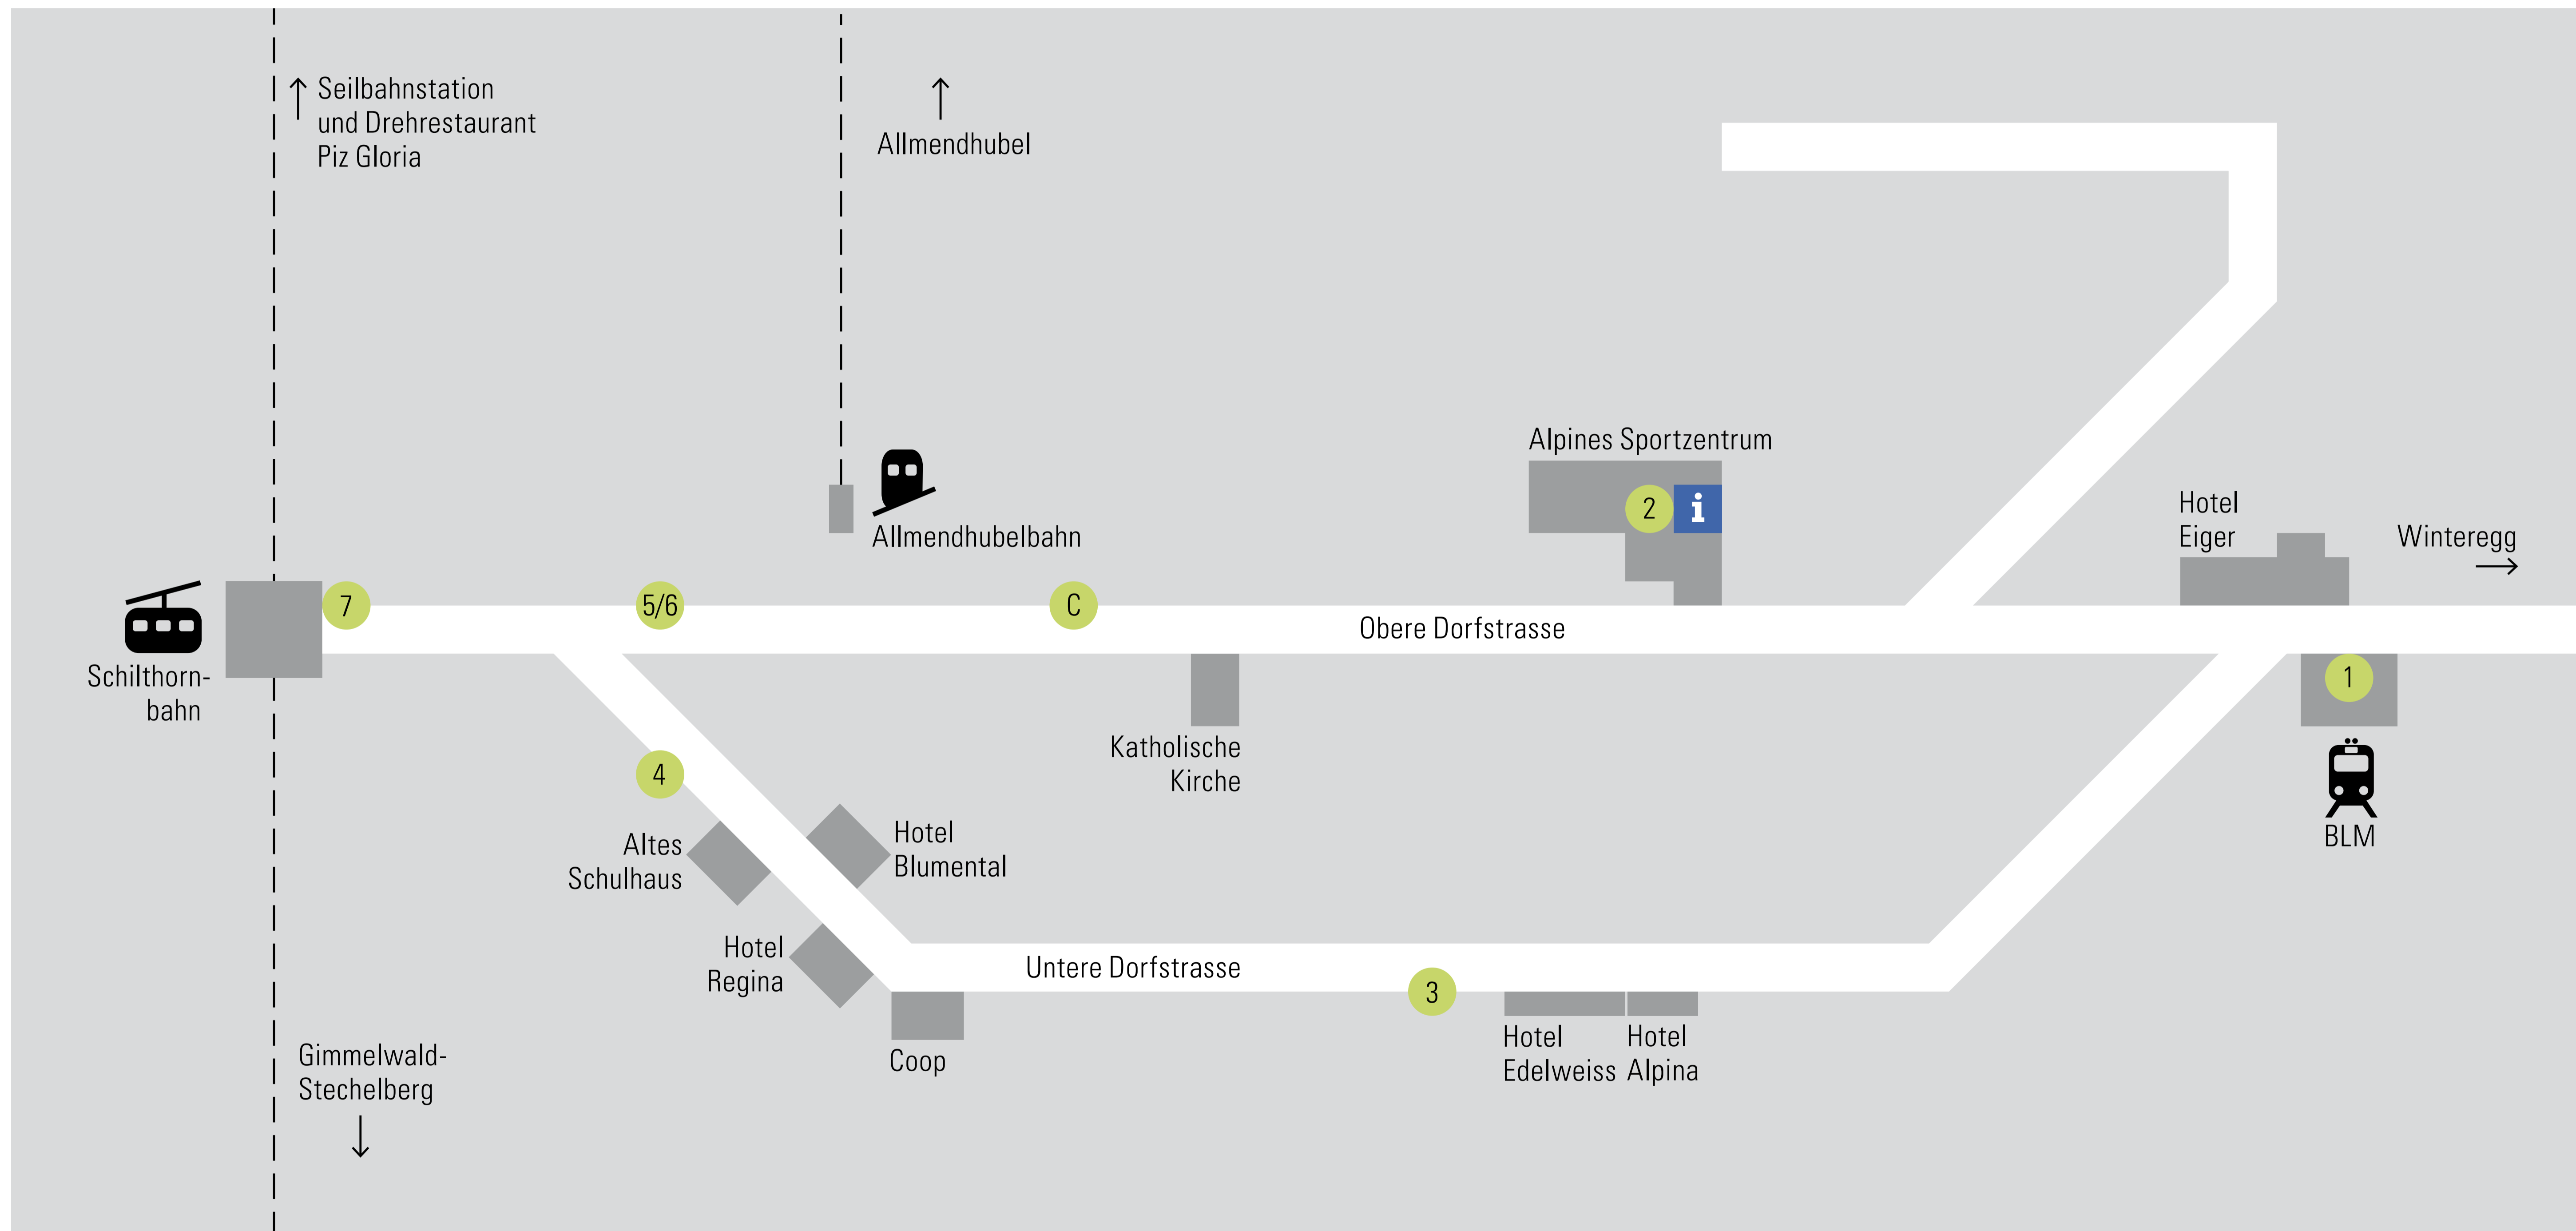 Seilbahnstation
und Drehrestaurant
Piz Gloria
Allmendhubel
Alpines Sportzentrum
2
i
Hotel
Eiger
Winteregg
Allmendhubelbahn
7
5/6
C
Obere Dorfstrasse
Schilthorn-
bahn
1
Katholische
Kirche
4
BLM
Altes
Schulhaus
Hotel
Blumental
Hotel
Regina
Untere Dorfstrasse
3
Hotel
Edelweiss
Hotel
Alpina
Coop
Gimmelwald-
Stechelberg